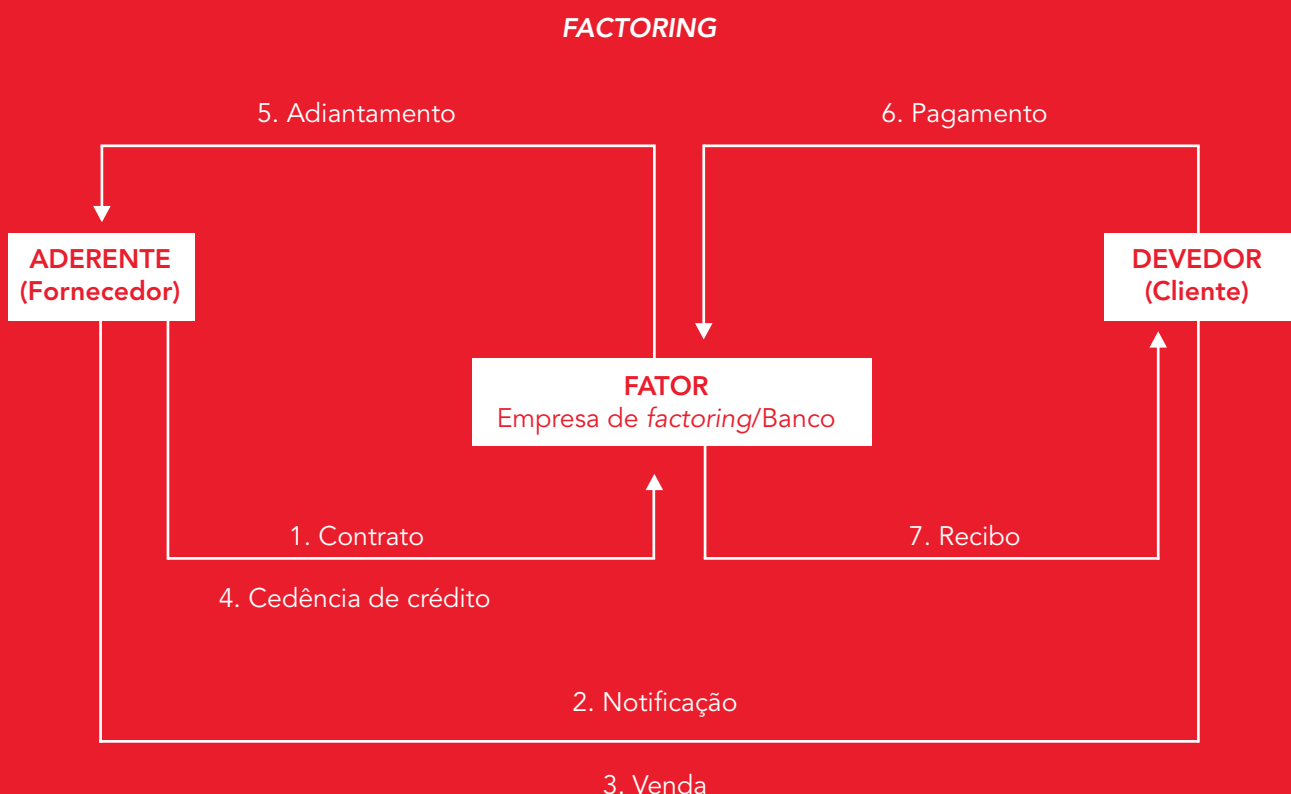 FACTORING
5. Adiantamento
6. Pagamento
ADERENTE
(Fornecedor)
DEVEDOR
(Cliente)
FATOR
Empresa de factoring/Banco
1. Contrato
7. Recibo
4. Cedência de crédito
2. Notificação
3. Venda